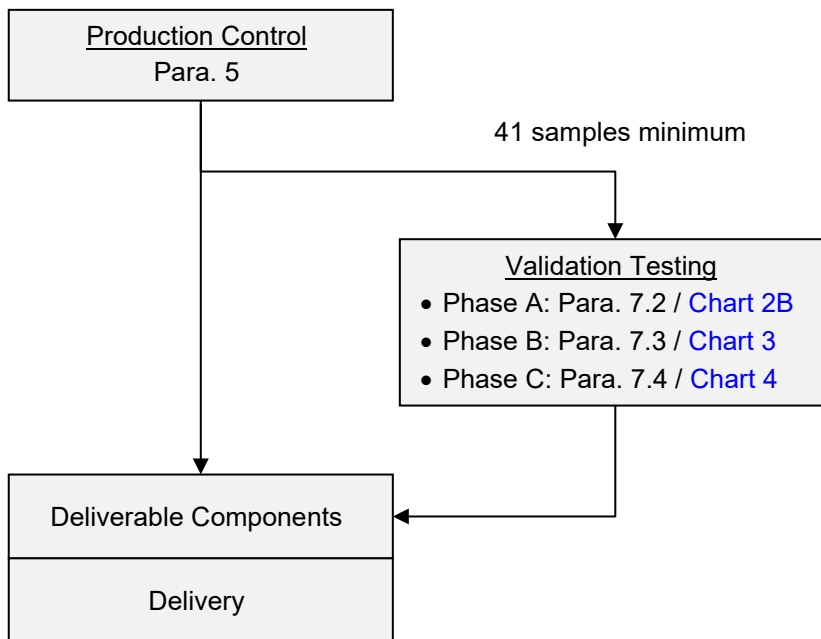 Production Control
Para. 5
41 samples minimum
Validation Testing
• Phase A: Para. 7.2 / Chart 2B
• Phase B: Para. 7.3 / Chart 3
• Phase C: Para. 7.4 / Chart 4
Deliverable Components
Delivery